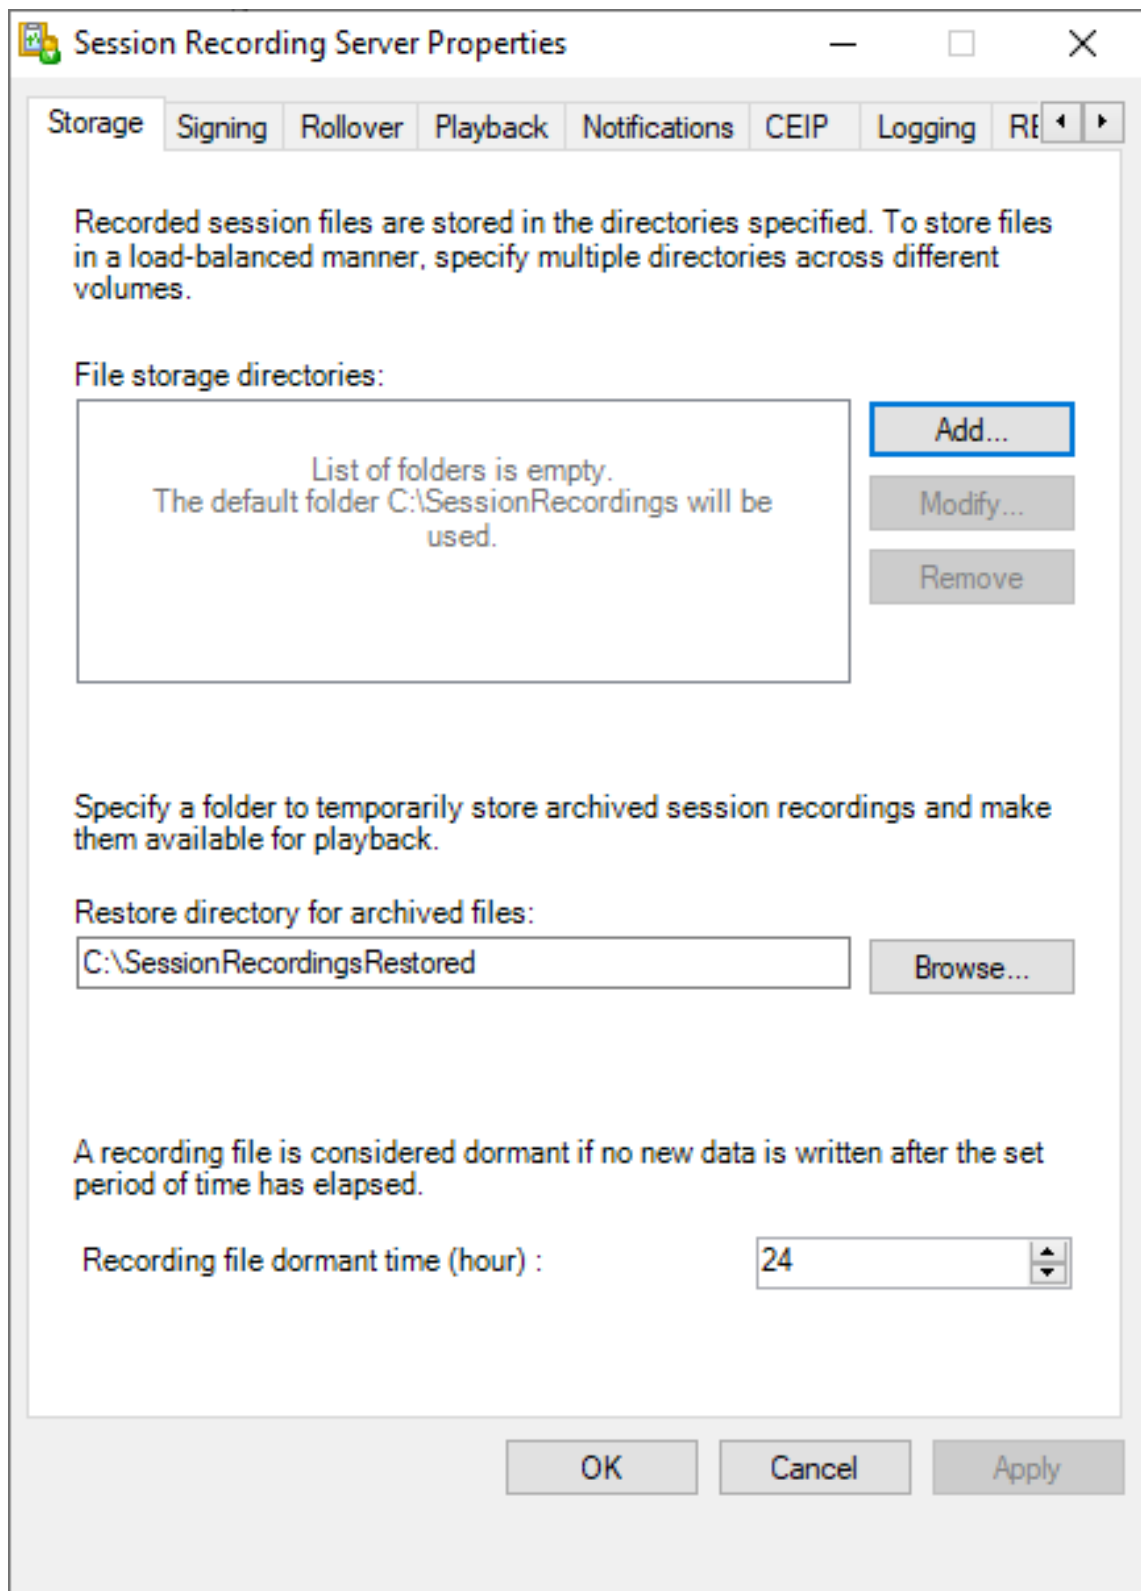 Session Recording Server Properties
Storage Signing Rollover Playback Notifications CEIP Logging
Recorded session files are stored in the directories specified. To store files
in a load-balanced manner, specify multiple directories across different
volumes.
File storage directories:
List of folders is empty.
The default folder C:\SessionRecordings will be
used.
Add...
Modify...
Remove
Specify a folder to temporarily store archived session recordings and make
them available for playback.
Restore directory for archived files:
C:\SessionRecordingsRestored
Browse...
A recording file is considered dormant if no new data is written after the set
period of time has elapsed.
Recording file dormant time (hour) : 24
OK Cancel Apply